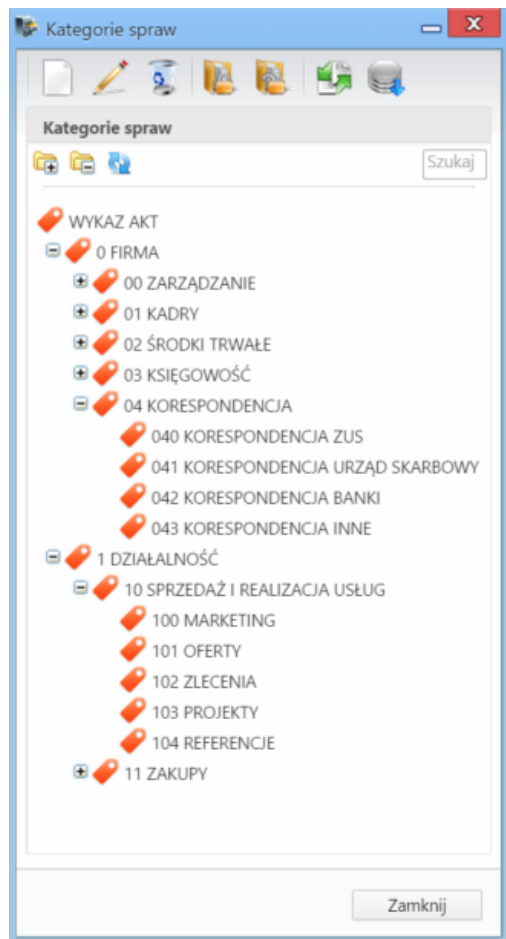 Kategorie spraw
Kategorie spraw
Szukaj
WYKAZ AKT
0 FIRMA
00 ZARZĄDZANIE
01 KADRY
02 ŚRODKI TRWAŁE
03 KSIĘGOWOŚĆ
04 KORESPONDENCJA
040 KORESPONDENCJA ZUS
041 KORESPONDENCJA URZĄD SKARBOWY
042 KORESPONDENCJA BANKI
043 KORESPONDENCJA INNE
1 DZIAŁALNOŚĆ
10 SPRZEDAŻ I REALIZACJA USŁUG
100 MARKETING
101 OFERTY
102 ZLECENIA
103 PROJEKTY
104 REFERENCJE
11 ZAKUPY
Zamknij